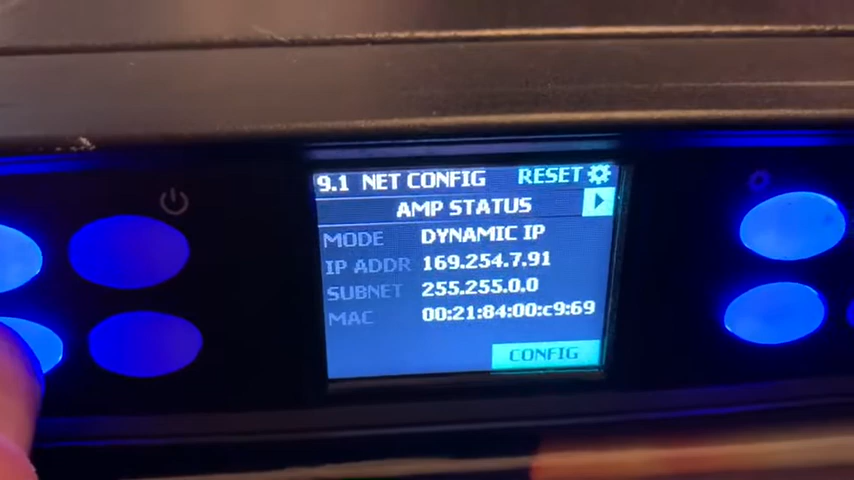 9.1 NET CONFIG RESET
AMP STATUS
MODE DYNAMIC IP
IP ADDR 169.254.7.91
SUBNET 255.255.0.0
MAC 00:21:84:00:c9:69
CONFIG